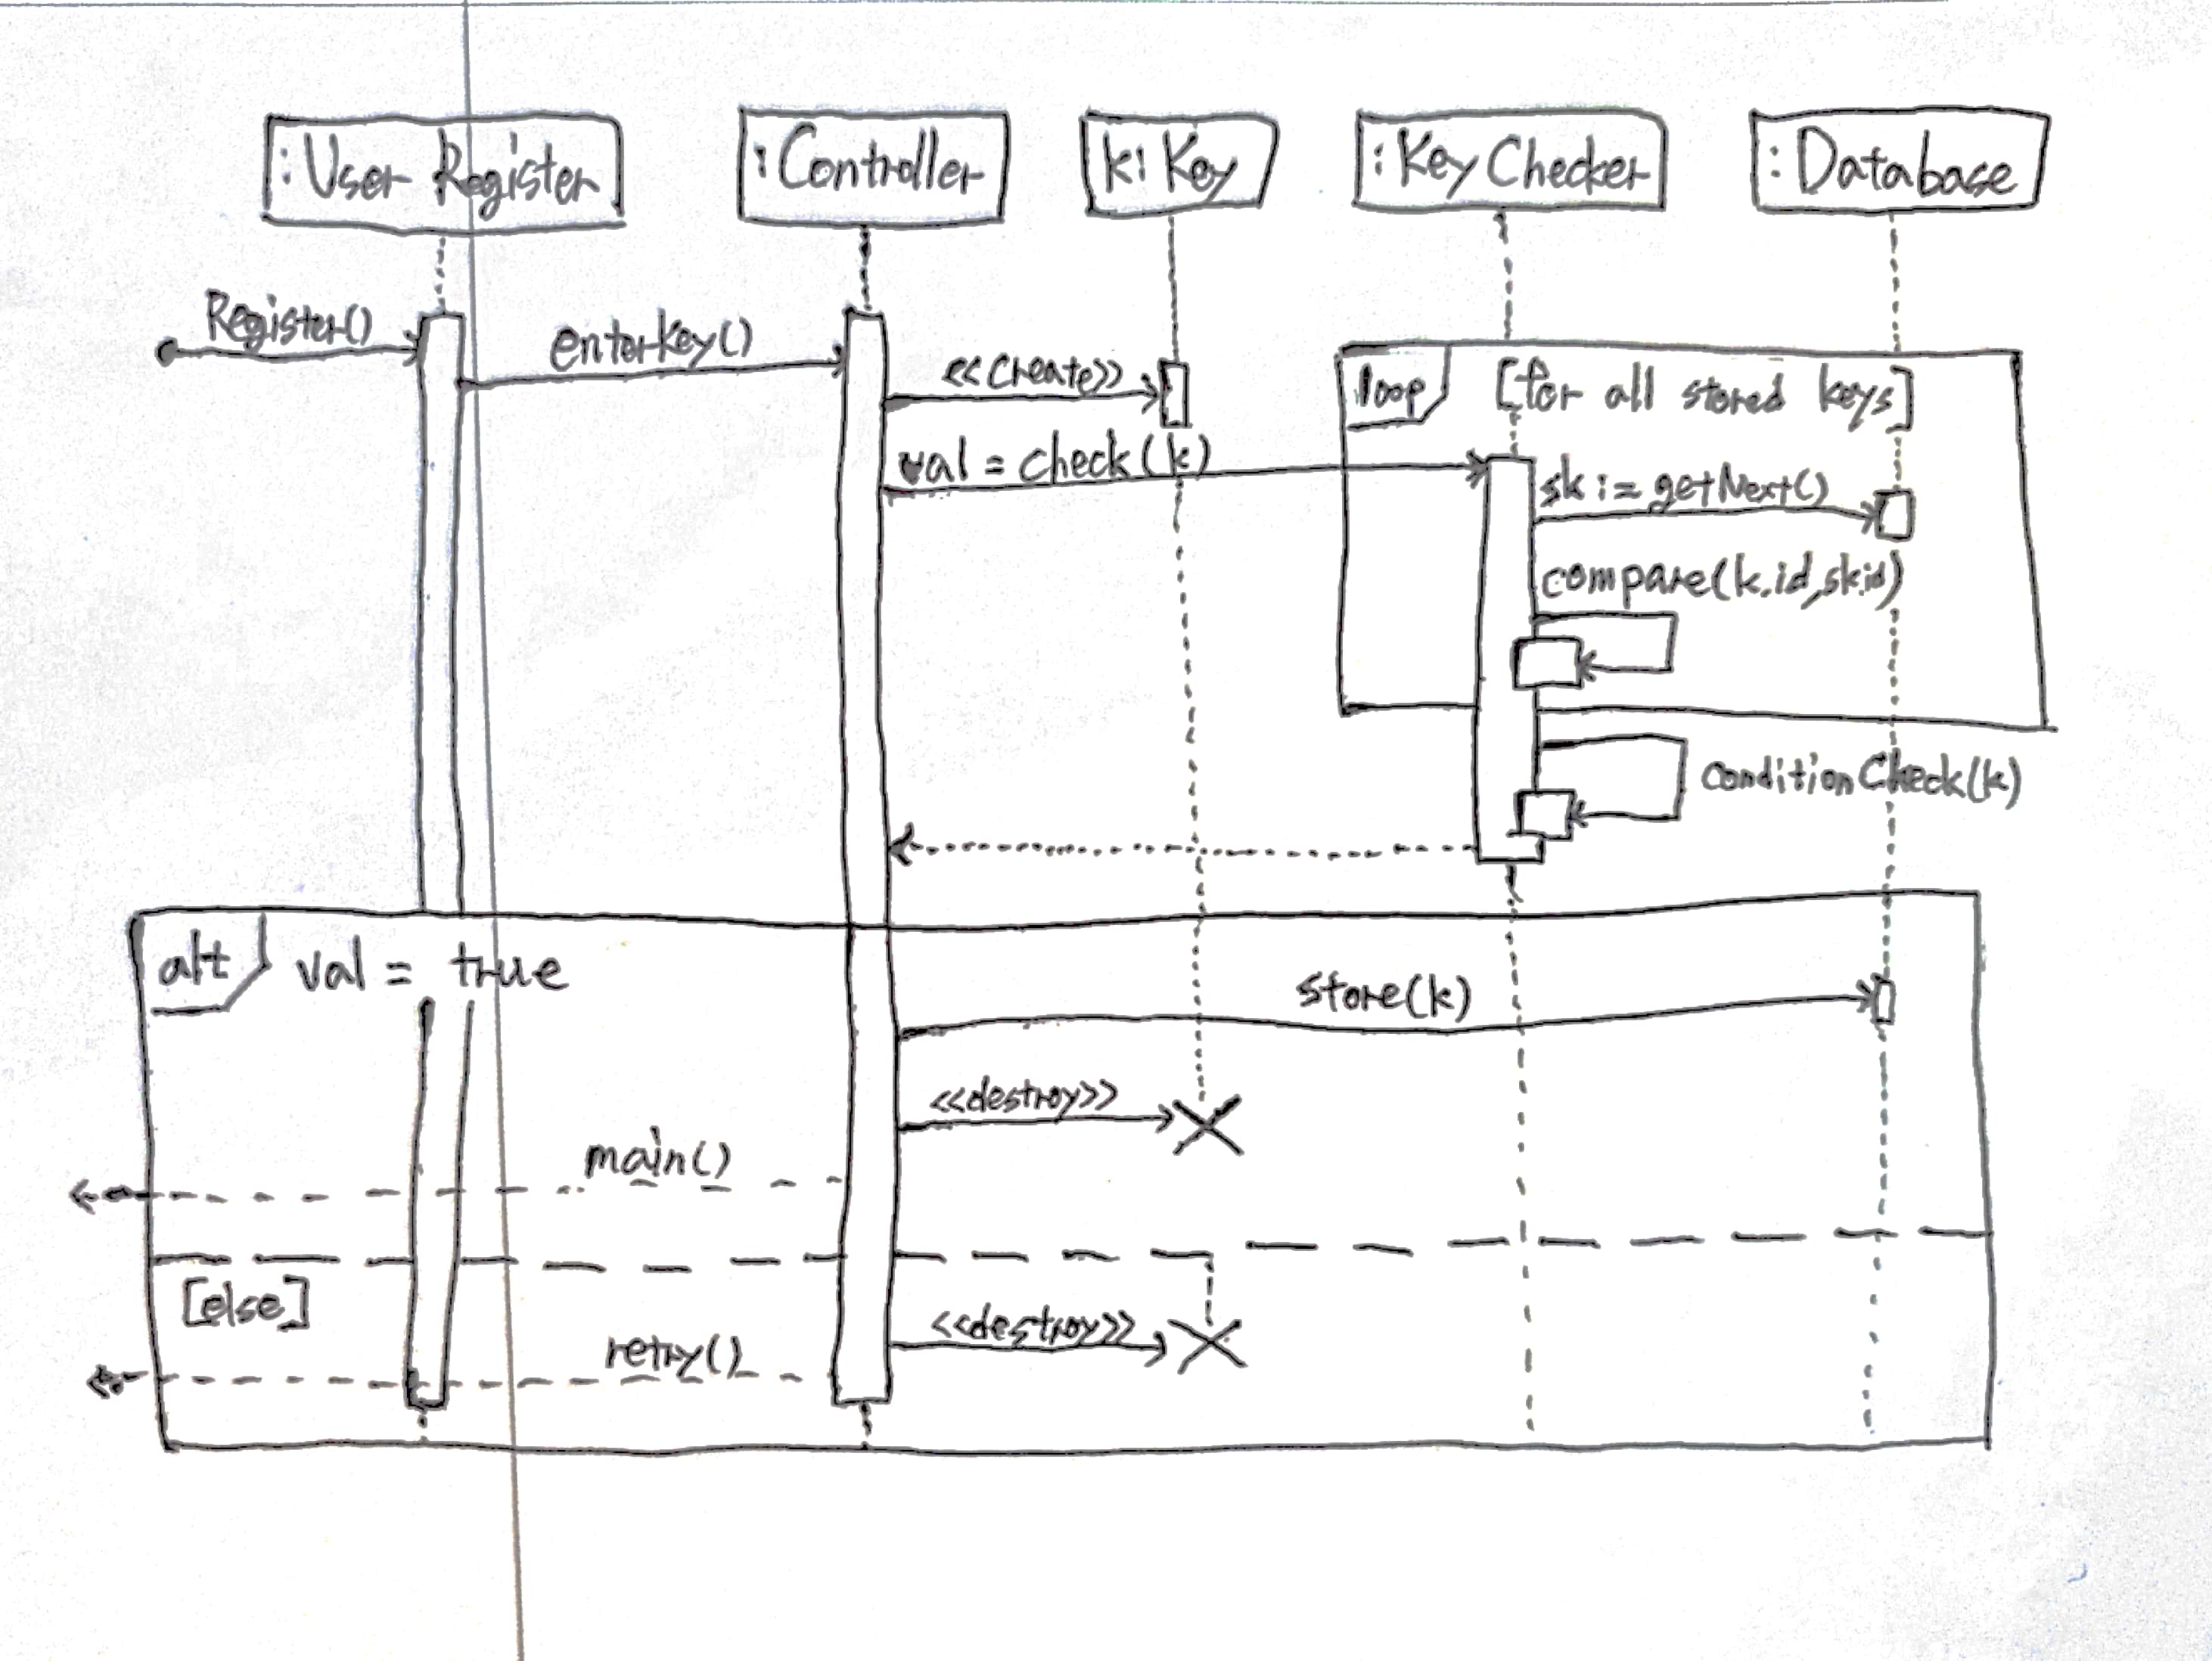 :User Register
:Controller
k:Key
:Key Checker
:Database
Register()
enterkey()
<<create>>
loop
[for all stored keys]
val = check(k)
sk := getNext()
compare(k.id,sk.id)
conditionCheck(k)
alt
val = true
store(k)
<<destroy>>
main()
[else]
<<destroy>>
retry()